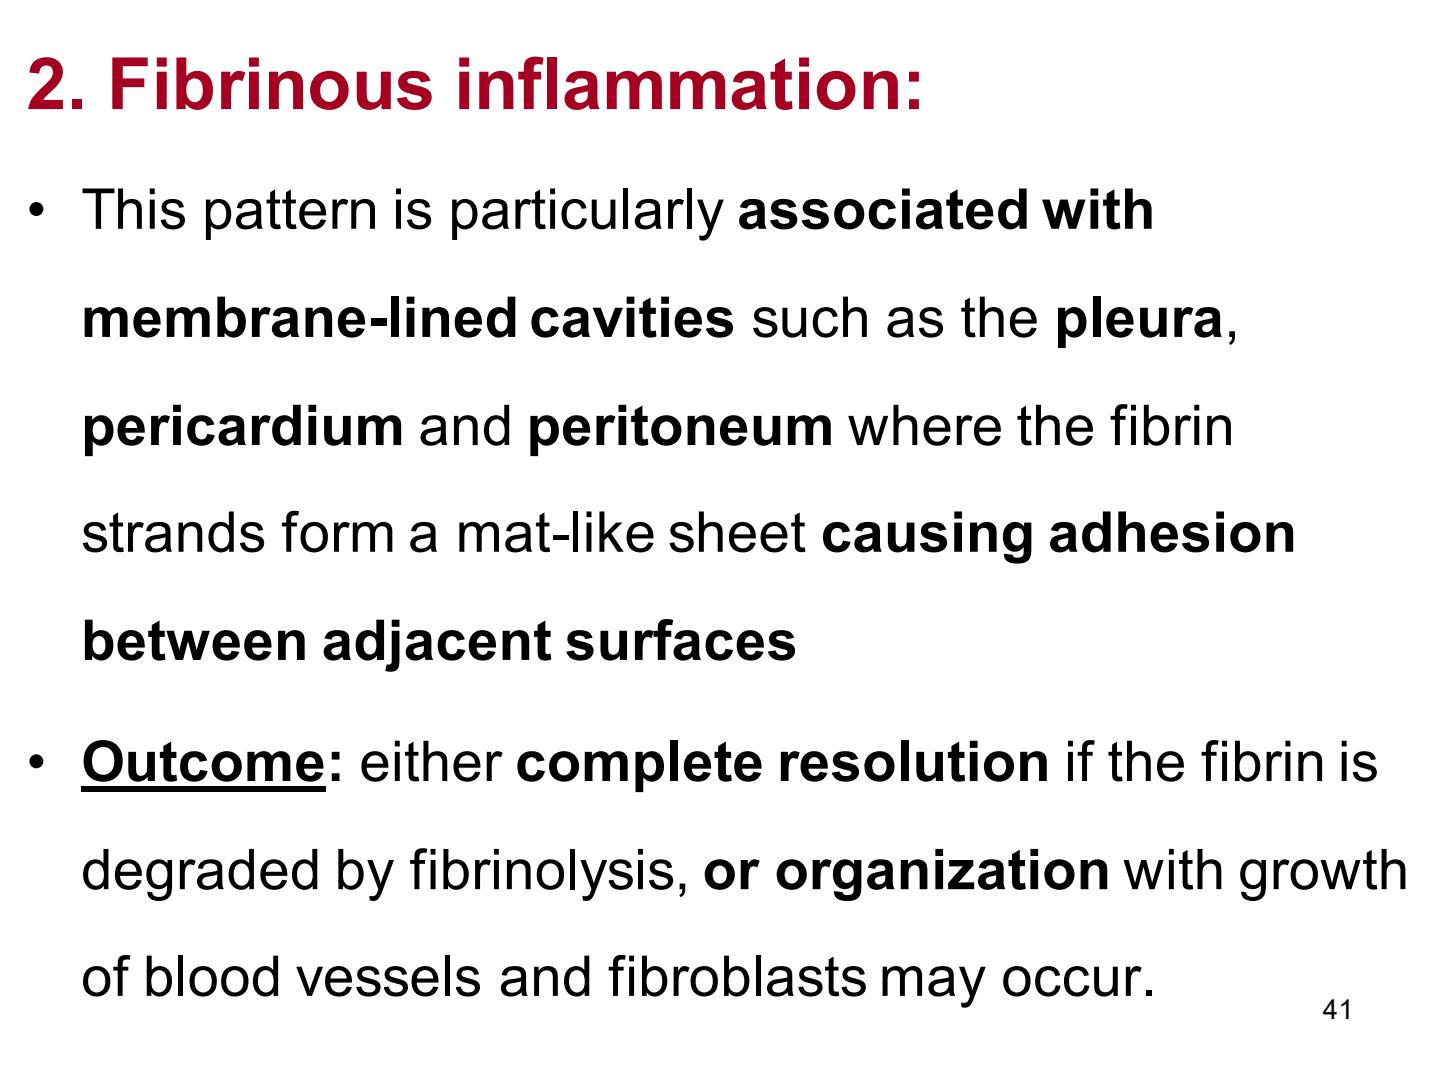 2. Fibrinous inflammation:
• This pattern is particularly associated with
membrane-lined cavities such as the pleura,
pericardium and peritoneum where the fibrin
strands form a mat-like sheet causing adhesion
between adjacent surfaces
• Outcome: either complete resolution if the fibrin is
degraded by fibrinolysis, or organization with growth
of blood vessels and fibroblasts may occur.
41